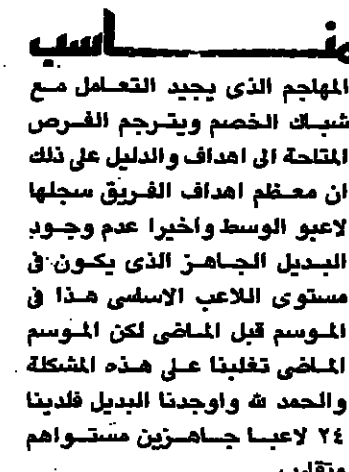 منـــــــاسب
المهاجم الذى يجيد التعامل مع
شباك الخصم ويترجم الفرص
المتاحة الى اهداف والدليل على ذلك
ان معظم اهداف الفريق سجلها
لاعبو الوسط واخيرا عدم وجود
البديل الجاهز الذى يكون فى
مستوى اللاعب الاساسى هذا فى
الموسم قبل الماضى لكن الموسم
الماضى تغلبنا على هذه المشكلة
والحمد لله واوجدنا البديل فلدينا
٢٤ لاعبا جاهزين مستواهم